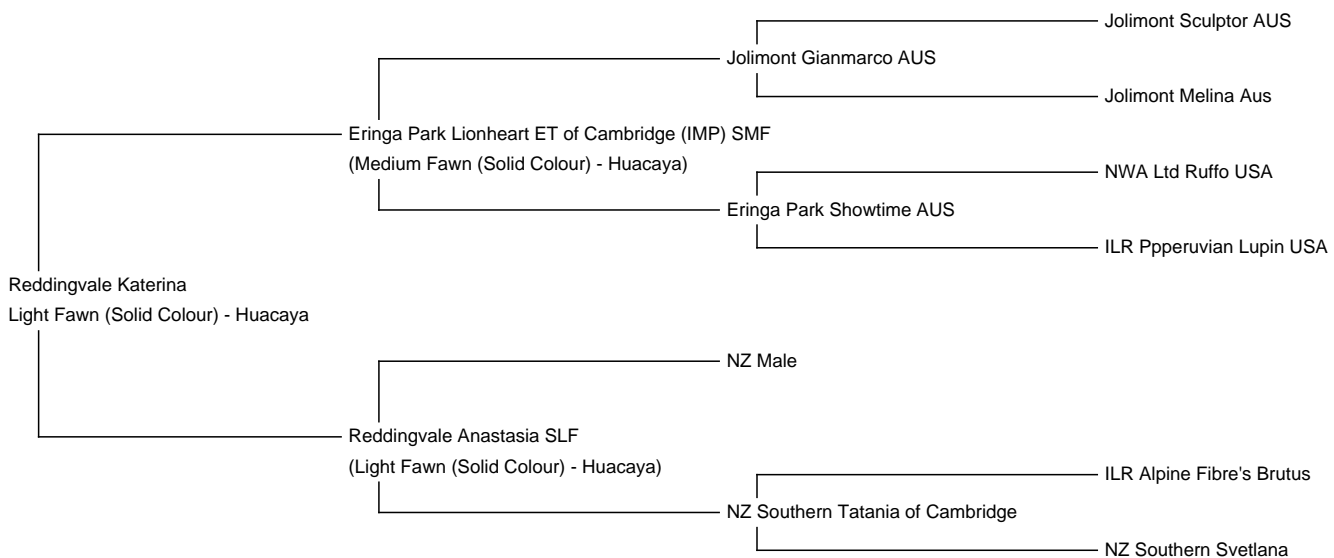 Jolimont Sculptor AUS
Jolimont Gianmarco AUS
Jolimont Melina Aus
Eringa Park Lionheart ET of Cambridge (IMP) SMF
(Medium Fawn (Solid Colour) - Huacaya)
NWA Ltd Ruffo USA
Eringa Park Showtime AUS
ILR Ppperuvian Lupin USA
Reddingvale Katerina
Light Fawn (Solid Colour) - Huacaya
NZ Male
Reddingvale Anastasia SLF
(Light Fawn (Solid Colour) - Huacaya)
ILR Alpine Fibre's Brutus
NZ Southern Tatania of Cambridge
NZ Southern Svetlana